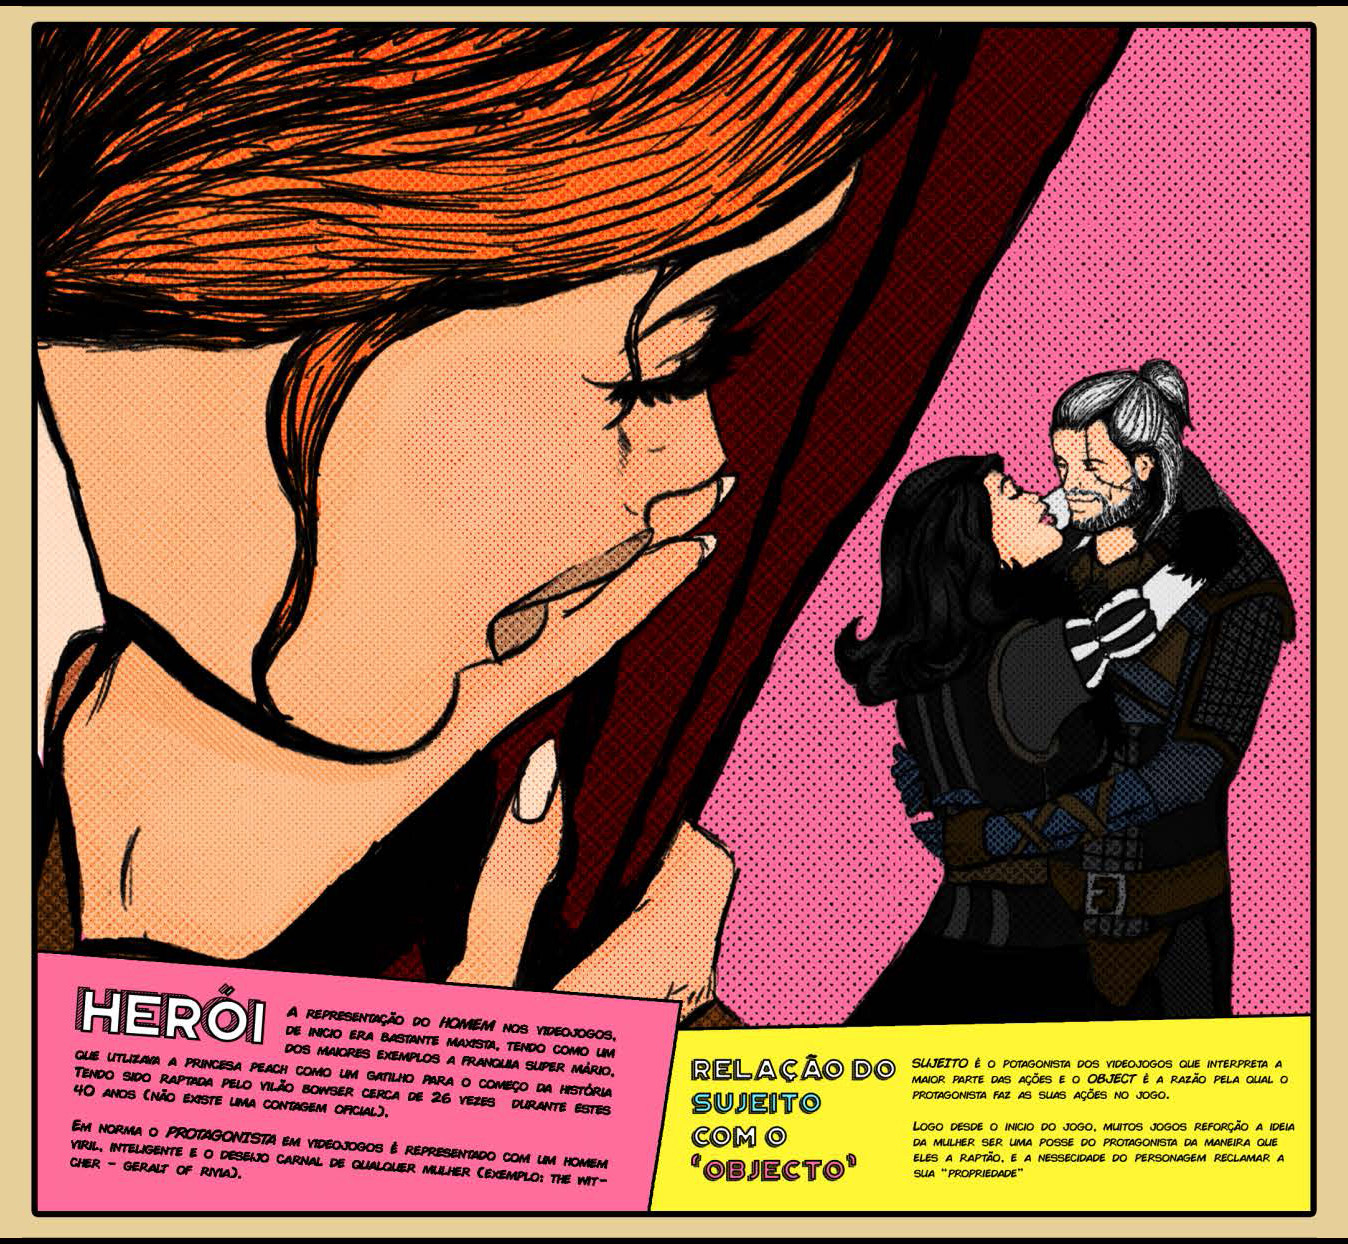 HERÓI
A REPRESENTAÇÃO DO HOMEM NOS VIDEOJOGOS,
DE INICIO ERA BASTANTE MAXISTA, TENDO COMO UM
DOS MAIORES EXEMPLOS A FRANQUIA SUPER MÁRIO,
QUE UTLIZAVA A PRINCESA PEACH COMO UM GATILHO PARA O COMEÇO DA HISTÓRIA
TENDO SIDO RAPTADA PELO VILÃO BOWSER CERCA DE 26 VEZES DURANTE ESTES
40 ANOS (NÃO EXISTE UMA CONTAGEM OFICIAL).
EM NORMA O PROTAGONISTA EM VIDEOJOGOS É REPRESENTADO COM UM HOMEM
VIRIL, INTELIGENTE E O DESEIJO CARNAL DE QUALQUER MULHER (EXEMPLO: THE WIT-
CHER - GERALT OF RIVIA).
RELAÇÃO DO
SUJEITO
COM O
'OBJECTO'
SUJEITO É O POTAGONISTA DOS VIDEOJOGOS QUE INTERPRETA A
MAIOR PARTE DAS AÇÕES E O OBJECT É A RAZÃO PELA QUAL O
PROTAGONISTA FAZ AS SUAS AÇÕES NO JOGO.
LOGO DESDE O INICIO DO JOGO, MUITOS JOGOS REFORÇÃO A IDEIA
DA MULHER SER UMA POSSE DO PROTAGONISTA DA MANEIRA QUE
ELES A RAPTÃO, E A NESSECIDADE DO PERSONAGEM RECLAMAR A
SUA "PROPRIEDADE"